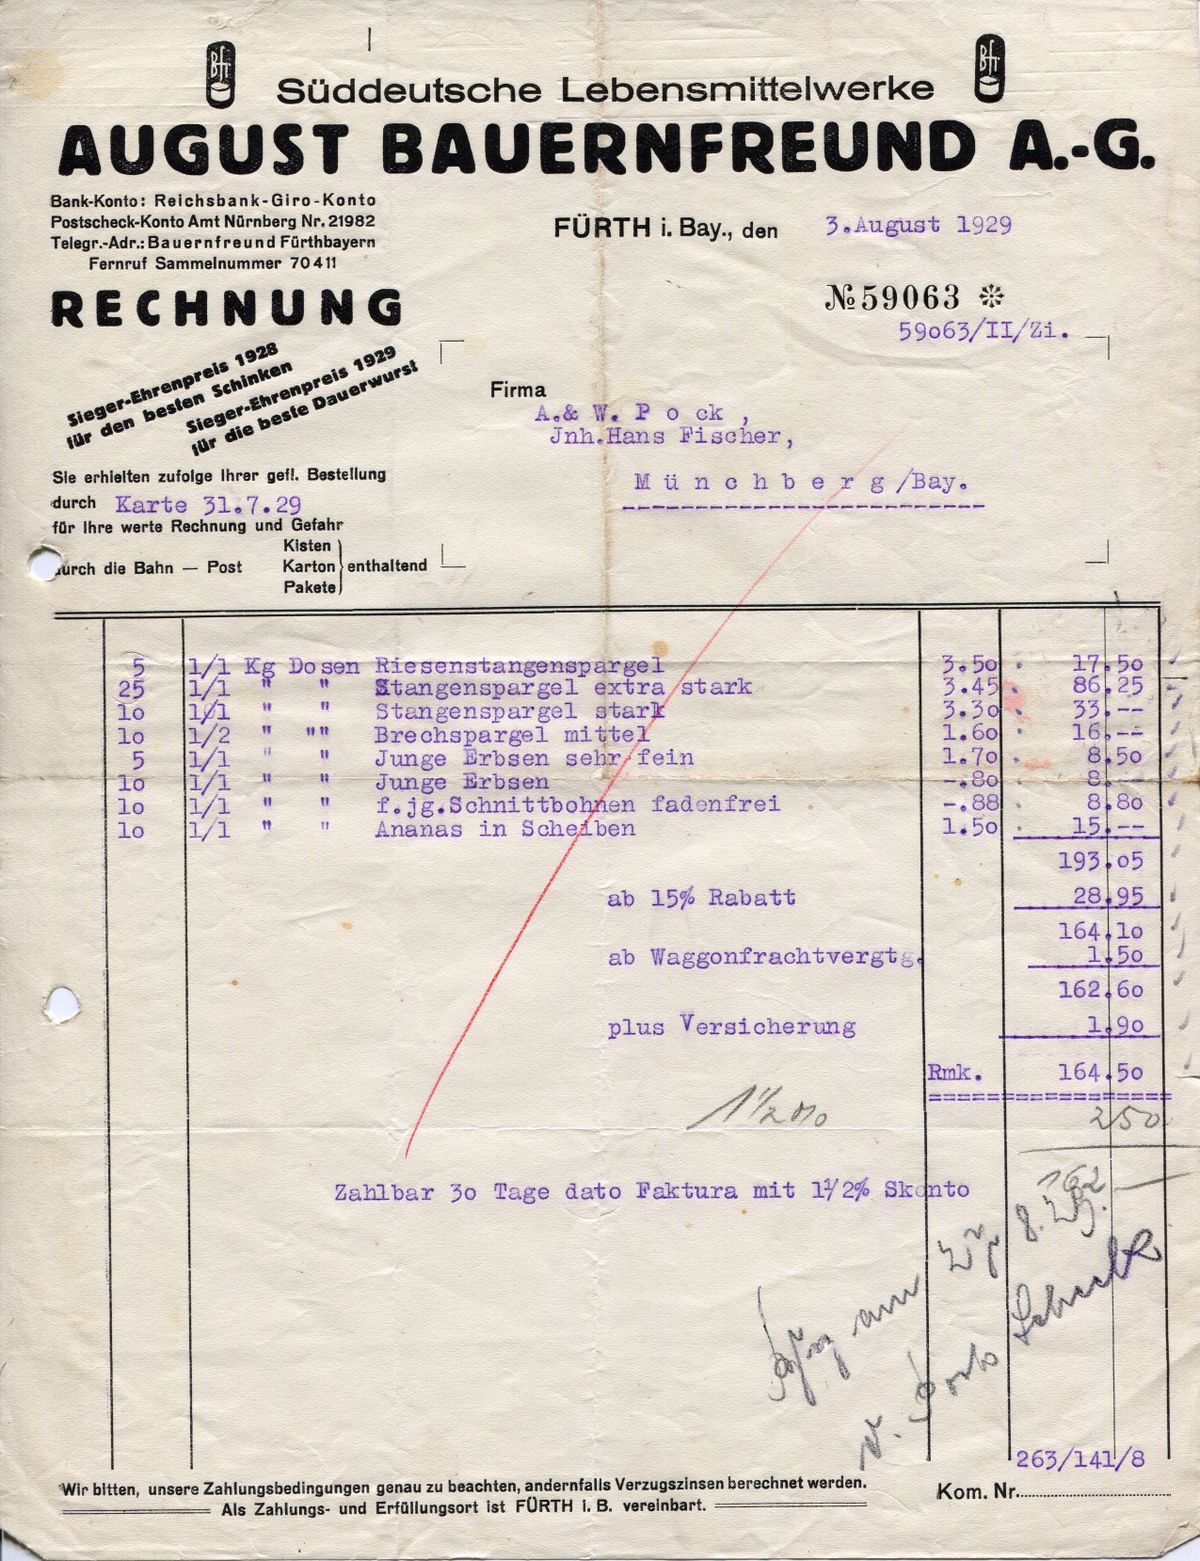 Bfr
Bfr
Süddeutsche Lebensmittelwerke
AUGUST BAUERNFREUND A.-G.
Bank-Konto: Reichsbank-Giro-Konto
Postscheck-Konto Amt Nürnberg Nr. 21982
Telegr.-Adr.: Bauernfreund Fürthbayern
Fernruf Sammelnummer 70411
FÜRTH i. Bay., den 3.August 1929
RECHNUNG
№ 59063
59o63/II/Zi.
Sieger-Ehrenpreis 1928
für den besten Schinken
Sieger-Ehrenpreis 1929
für die beste Dauerwurst
Firma
A.& W. P o ck ,
Jnh.Hans Fischer,
M ü n c h b e r g /Bay.
Sie erhielten zufolge Ihrer gefl. Bestellung
durch Karte 31.7.29
für Ihre werte Rechnung und Gefahr
durch die Bahn — Post Kisten Karton Pakete enthaltend
5 1/1 Kg Dosen Riesenstangenspargel 3.5o 17.5o
25 1/1 " " Stangenspargel extra stark 3.45 86.25
1o 1/1 " " Stangenspargel stark 3.3o 33.--
1o 1/2 " "" Brechspargel mittel 1.6o 16.--
5 1/1 " " Junge Erbsen sehr fein 1.7o 8.5o
1o 1/1 " " Junge Erbsen -.8o 8.--
1o 1/1 " " f.jg.Schnittbohnen fadenfrei -.88 8.8o
1o 1/1 " " Ananas in Scheiben 1.5o 15.--
193.o5
ab 15% Rabatt 28.95
164.1o
ab Waggonfrachtvergtg. 1.5o
162.6o
plus Versicherung 1.9o
Rmk. 164.5o
1 1/2 % 250
162.—
Zahlbar 3o Tage dato Faktura mit 1½% Skonto
263/141/8
Wir bitten, unsere Zahlungsbedingungen genau zu beachten, andernfalls Verzugszinsen berechnet werden.
Als Zahlungs- und Erfüllungsort ist FÜRTH i. B. vereinbart.
Kom. Nr.